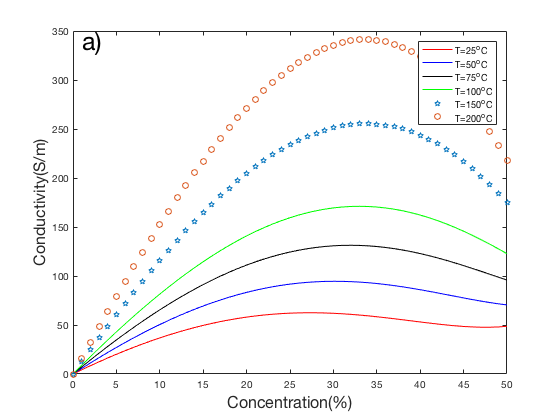 a)
350
300
250
200
150
100
50
0
Conductivity(S/m)
T=25°C
T=50°C
T=75°C
T=100°C
T=150°C
T=200°C
0 5 10 15 20 25 30 35 40 45 50
Concentration(%)